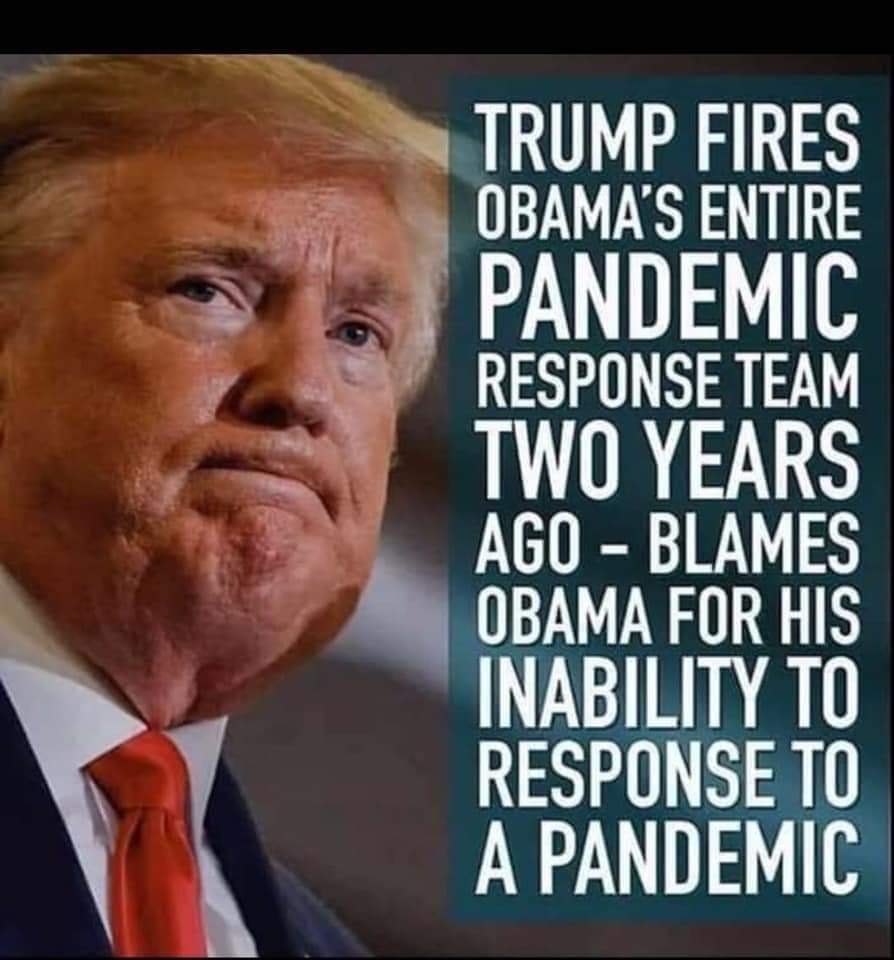 TRUMP FIRES
OBAMA'S ENTIRE
PANDEMIC
RESPONSE TEAM
TWO YEARS
AGO – BLAMES
OBAMA FOR HIS
INABILITY TO
RESPONSE TO
A PANDEMIC